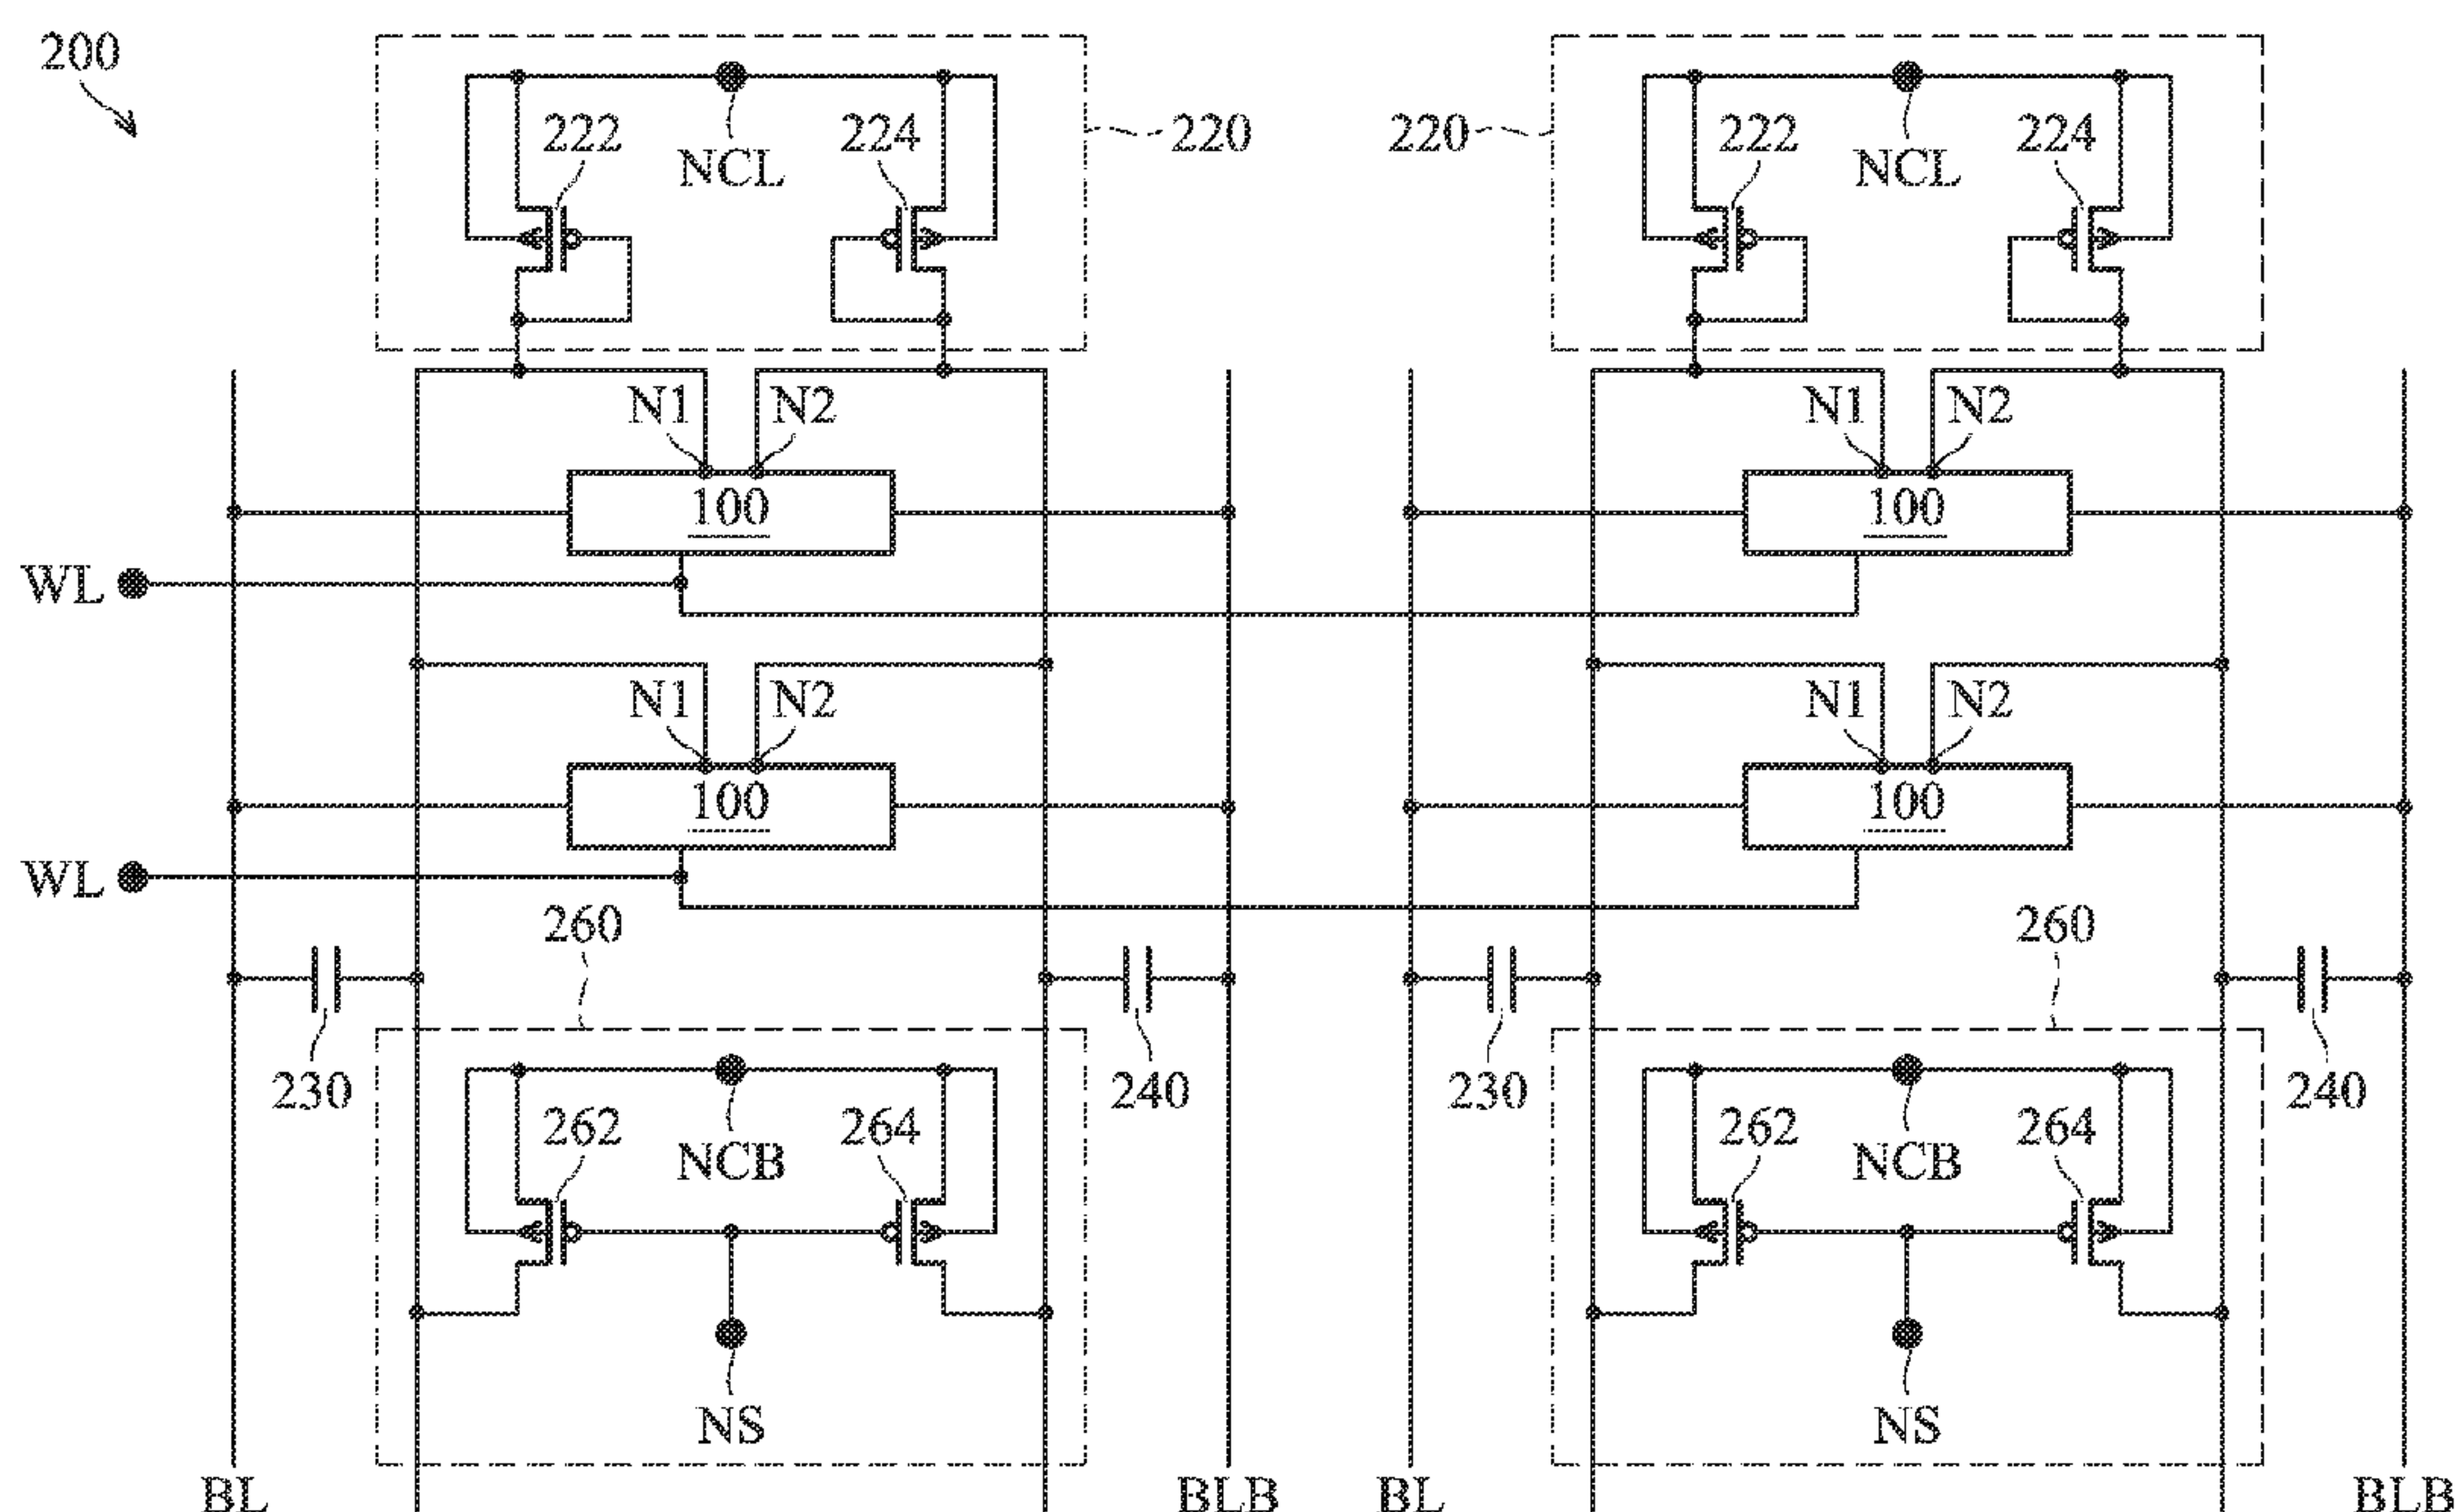 200
222 224 220 220 222 224
NCL NCL
N1 N2 N1 N2
100 100
WL
N1 N2 N1 N2
100 100
WL
260 260
230 240 230 240
262 264 262 264
NCB NCB
NS NS
BL BLB BL BLB